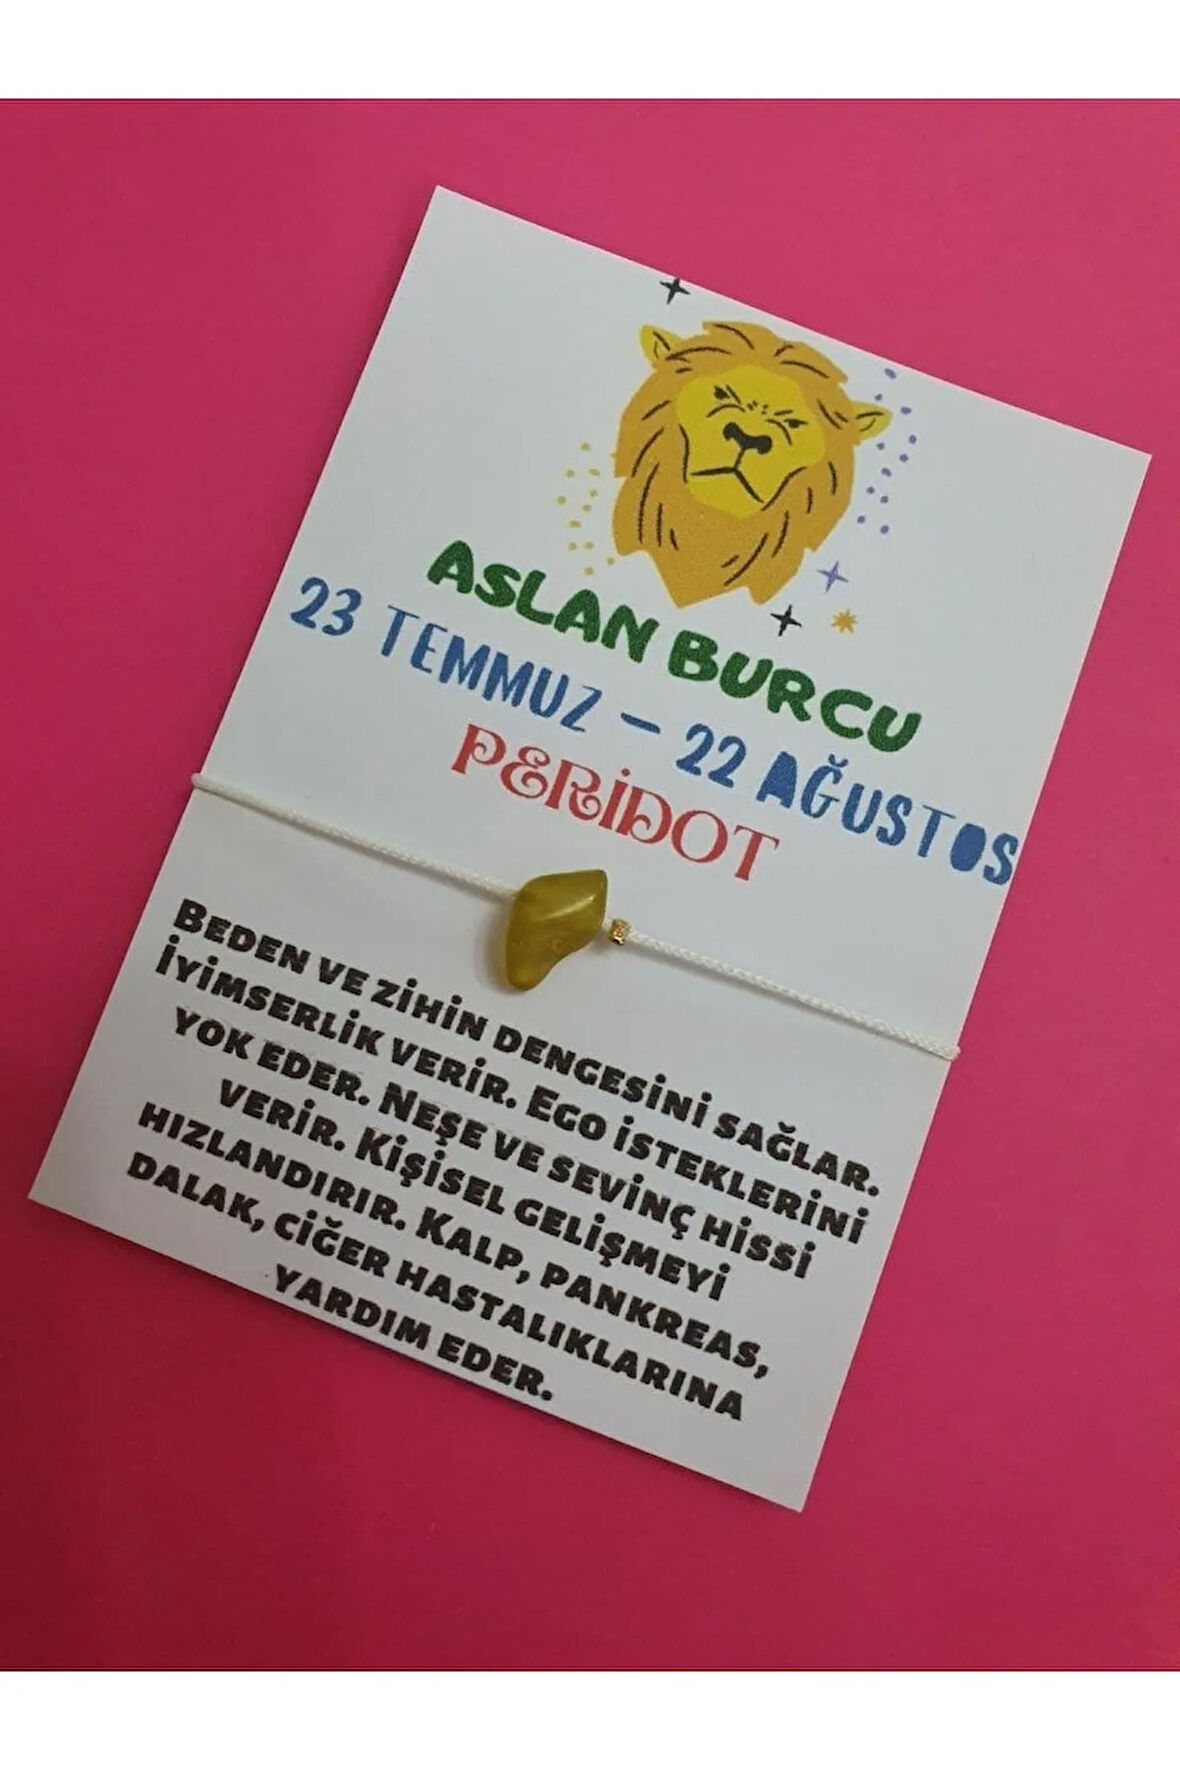 ASLAN BURCU
23 TEMMUZ - 22 AĞUSTOS
PERİDOT
BEDEN VE ZİHİN DENGESİNİ SAĞLAR.
İYİMSERLİK VERİR. EGO İSTEKLERİNİ
YOK EDER. NEŞE VE SEVİNÇ HİSSİ
VERİR. KİŞİSEL GELİŞMEYİ
HIZLANDIRIR. KALP, PANKREAS,
DALAK, CİĞER HASTALIKLARINA
YARDIM EDER.